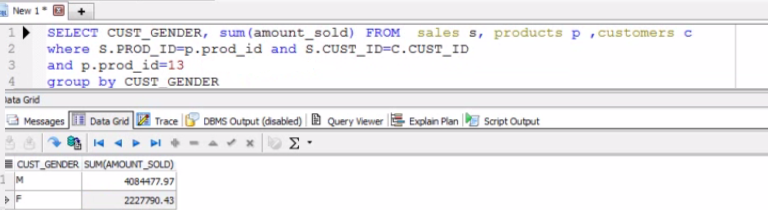 New 1 *
1 SELECT CUST_GENDER, sum(amount_sold) FROM sales s, products p ,customers c
2 where S.PROD_ID=p.prod_id and S.CUST_ID=C.CUST_ID
3 and p.prod_id=13
4 group by CUST_GENDER
Data Grid
Messages Data Grid Trace DBMS Output (disabled) Query Viewer Explain Plan Script Output
CUST_GENDER SUM(AMOUNT_SOLD)
1 M 4084477.97
F 2227790.43